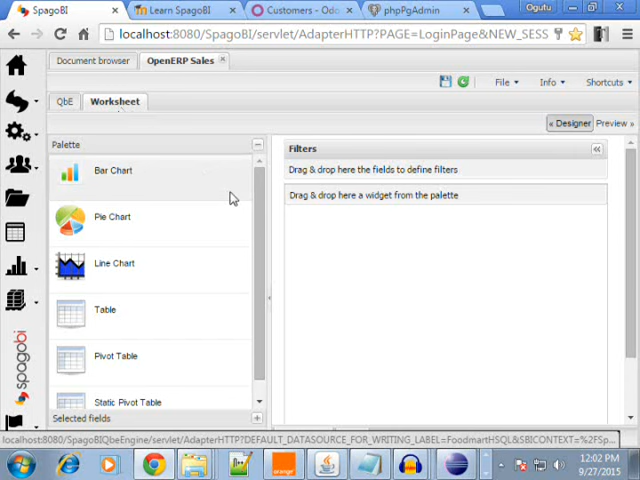 SpagoBI
Learn SpagoBI
Customers - Odo
phpPgAdmin
Ogutu
localhost:8080/SpagoBI/servlet/AdapterHTTP?PAGE=LoginPage&NEW_SESS
Document browser
OpenERP Sales
File
Info
Shortcuts
QbE
Worksheet
« Designer
Preview »
Palette
Filters
Bar Chart
Drag & drop here the fields to define filters
Drag & drop here a widget from the palette
Pie Chart
Line Chart
Table
Pivot Table
Static Pivot Table
spagobi
Selected fields
localhost:8080/SpagoBIQbeEngine/servlet/AdapterHTTP?DEFAULT_DATASOURCE_FOR_WRITING_LABEL=FoodmartHSQL&SBICONTEXT=%2FSp...
orange
12:02 PM
9/27/2015